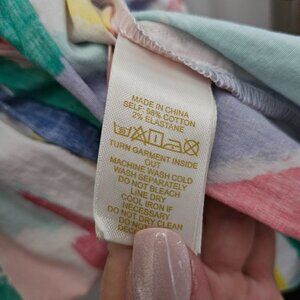 MADE IN CHINA
SELF: 98% COTTON
2% ELASTANE
TURN GARMENT INSIDE
OUT
MACHINE WASH COLD
WASH SEPARATELY
DO NOT BLEACH
LINE DRY
COOL IRON IF
NECESSARY
DO NOT DRY CLEAN